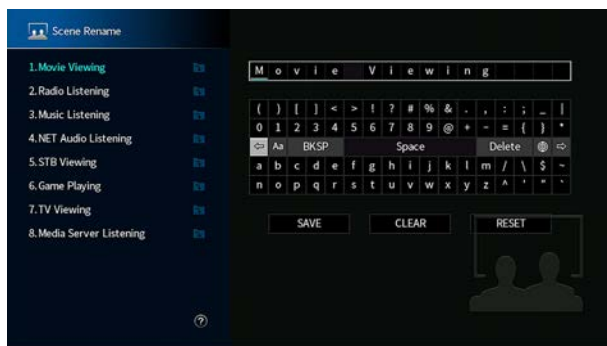 Scene Rename
1.Movie Viewing
2.Radio Listening
3.Music Listening
4.NET Audio Listening
5.STB Viewing
6.Game Playing
7.TV Viewing
8.Media Server Listening
?
Movie Viewing
( ) [ ] < > ! ? # % & . , : ; _ |
0 1 2 3 4 5 6 7 8 9 @ + - = { } *
⇦ Aa BKSP Space Delete ⇨
a b c d e f g h i j k l m / \ $ ~
n o p q r s t u v w x y z ^ ' " `
SAVE CLEAR RESET